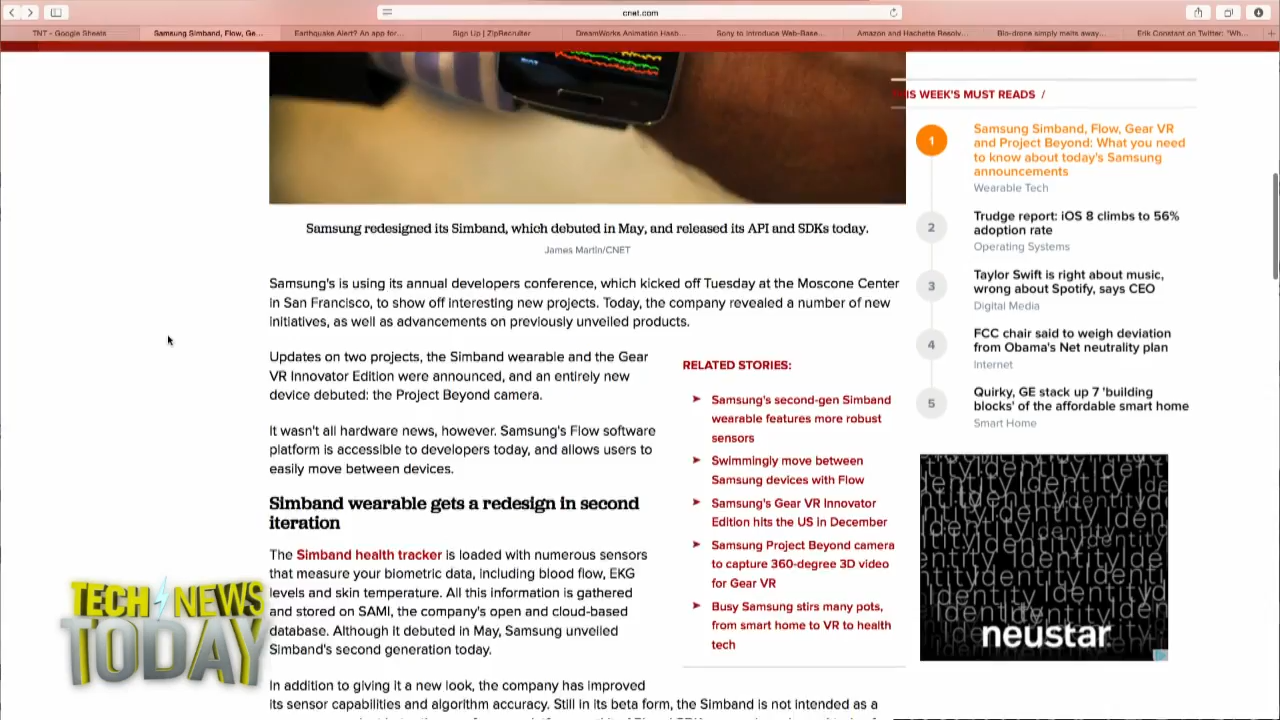 cnet.com
TNT - Google Sheets
Samsung Simband, Flow, Ge...
Earthquake Alert? An app for...
Sign Up | ZipRecruiter
DreamWorks Animation Hasb...
Sony to Introduce Web-Base...
Amazon and Hachette Resolv...
Bio-drone simply melts away...
Erik Constant on Twitter: "Wh...
Samsung redesigned its Simband, which debuted in May, and released its API and SDKs today.
James Martin/CNET
Samsung's is using its annual developers conference, which kicked off Tuesday at the Moscone Center
in San Francisco, to show off interesting new projects. Today, the company revealed a number of new
initiatives, as well as advancements on previously unveiled products.
Updates on two projects, the Simband wearable and the Gear
VR Innovator Edition were announced, and an entirely new
device debuted: the Project Beyond camera.
It wasn't all hardware news, however. Samsung's Flow software
platform is accessible to developers today, and allows users to
easily move between devices.
Simband wearable gets a redesign in second
iteration
The Simband health tracker is loaded with numerous sensors
that measure your biometric data, including blood flow, EKG
levels and skin temperature. All this information is gathered
and stored on SAMI, the company's open and cloud-based
database. Although it debuted in May, Samsung unveiled
Simband's second generation today.
In addition to giving it a new look, the company has improved
its sensor capabilities and algorithm accuracy. Still in its beta form, the Simband is not intended as a
RELATED STORIES:
Samsung's second-gen Simband
wearable features more robust
sensors
Swimmingly move between
Samsung devices with Flow
Samsung's Gear VR Innovator
Edition hits the US in December
Samsung Project Beyond camera
to capture 360-degree 3D video
for Gear VR
Busy Samsung stirs many pots,
from smart home to VR to health
tech
THIS WEEK'S MUST READS /
1
Samsung Simband, Flow, Gear VR
and Project Beyond: What you need
to know about today's Samsung
announcements
Wearable Tech
2
Trudge report: iOS 8 climbs to 56%
adoption rate
Operating Systems
3
Taylor Swift is right about music,
wrong about Spotify, says CEO
Digital Media
4
FCC chair said to weigh deviation
from Obama's Net neutrality plan
Internet
5
Quirky, GE stack up 7 'building
blocks' of the affordable smart home
Smart Home
neustar
TECH NEWS
TODAY